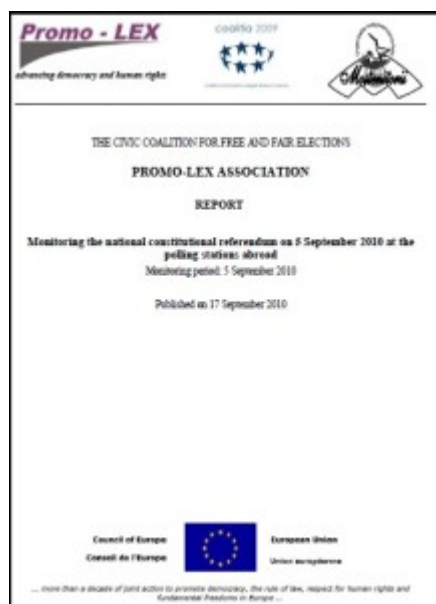 Promo - LEX
advancing democracy and human rights
coaliția 2009
THE CIVIC COALITION FOR FREE AND FAIR ELECTIONS
PROMO-LEX ASSOCIATION
REPORT
Monitoring the national constitutional referendum on 5 September 2010 at the
polling stations abroad
Monitoring period: 5 September 2010
Published on 17 September 2010
Council of Europe
Conseil de l'Europe
European Union
Union européenne
... more than a decade of joint action to promote democracy, the rule of law, respect for human rights and
fundamental freedoms in Europe ...